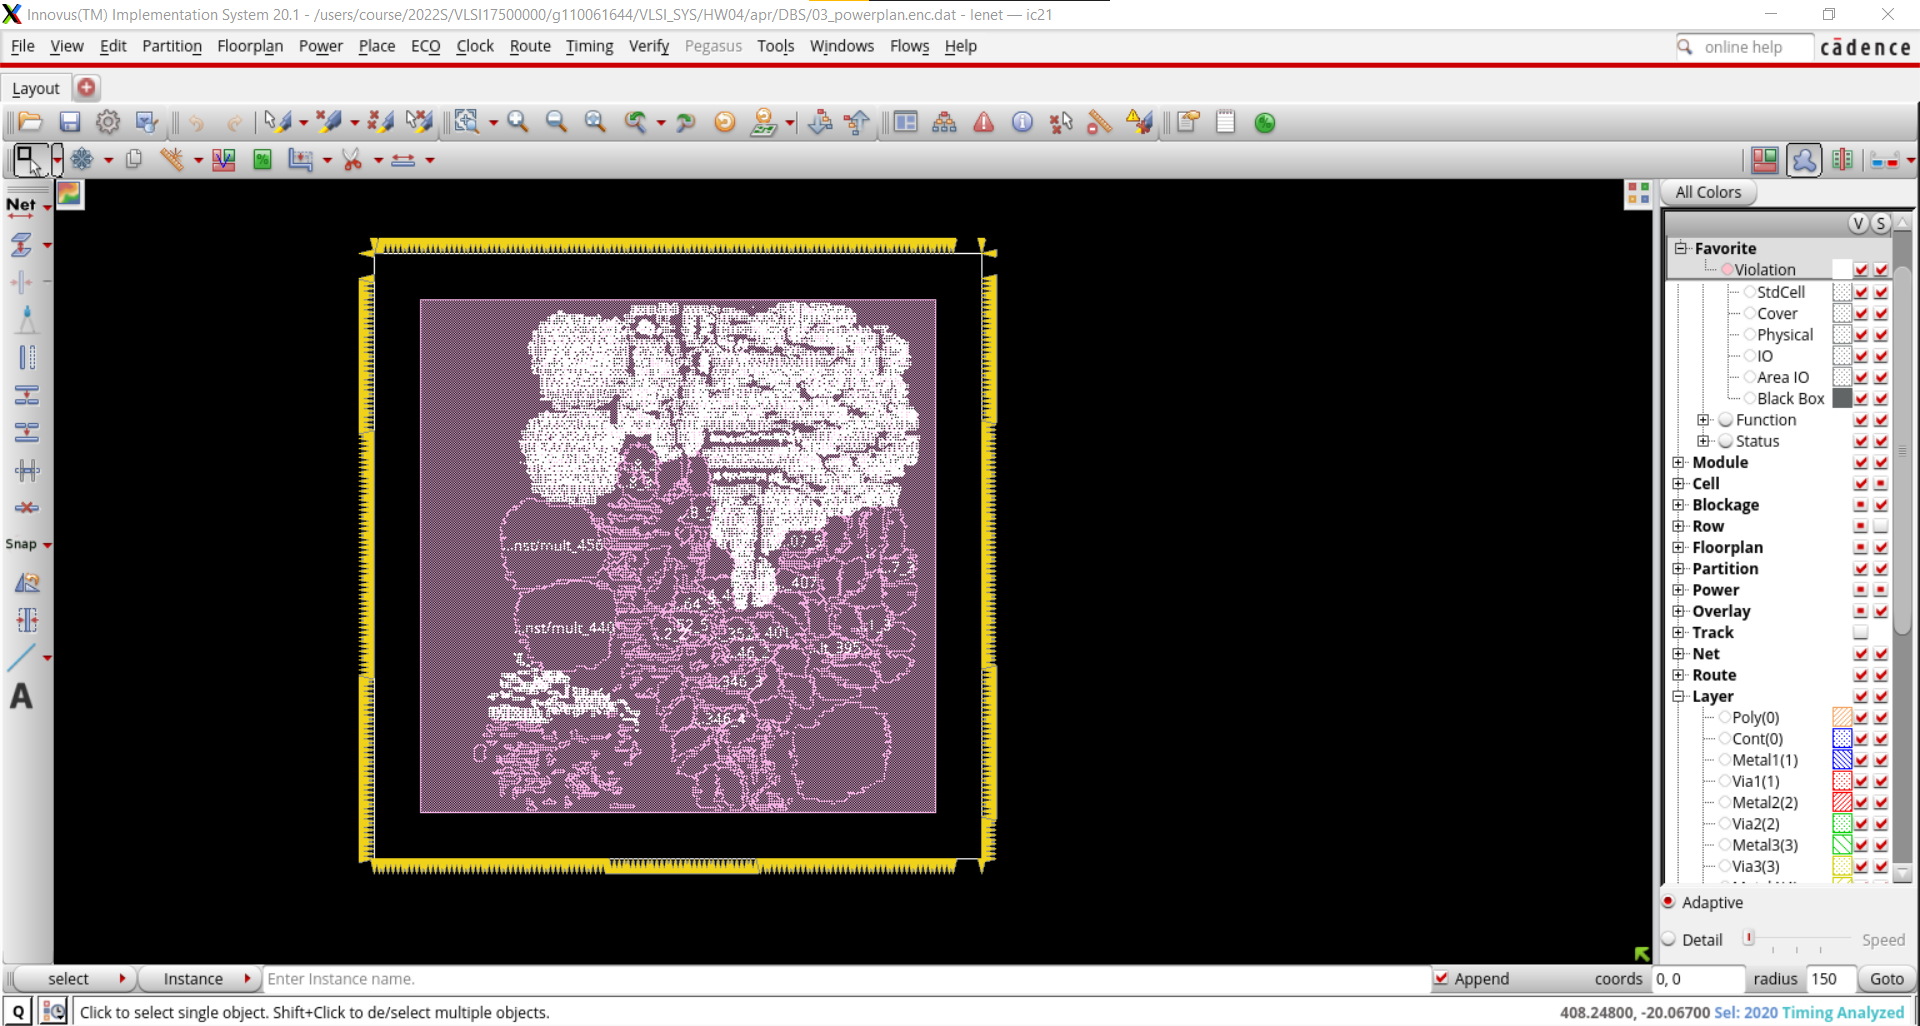 Innovus(TM) Implementation System 20.1 - /users/course/2022S/VLSI17500000/g110061644/VLSI_SYS/HW04/apr/DBS/03_powerplan.enc.dat - lenet — ic21
File View Edit Partition Floorplan Power Place ECO Clock Route Timing Verify Pegasus Tools Windows Flows Help
online help
cādence
Layout
Net
All Colors
V S
Favorite
Violation
StdCell
Cover
Physical
IO
Area IO
Black Box
Function
Status
Module
Cell
Blockage
Row
Floorplan
Partition
Power
Overlay
Track
Net
Route
Layer
Poly(0)
Cont(0)
Metal1(1)
Via1(1)
Metal2(2)
Via2(2)
Metal3(3)
Via3(3)
Snap
A
...nst/mult_456
407
...nst/mult_440
346_3
346_4
Adaptive
Detail
Speed
select
Instance
Enter Instance name.
Append
coords
0, 0
radius
150
Goto
Q
Click to select single object. Shift+Click to de/select multiple objects.
408.24800, -20.06700 Sel: 2020 Timing Analyzed